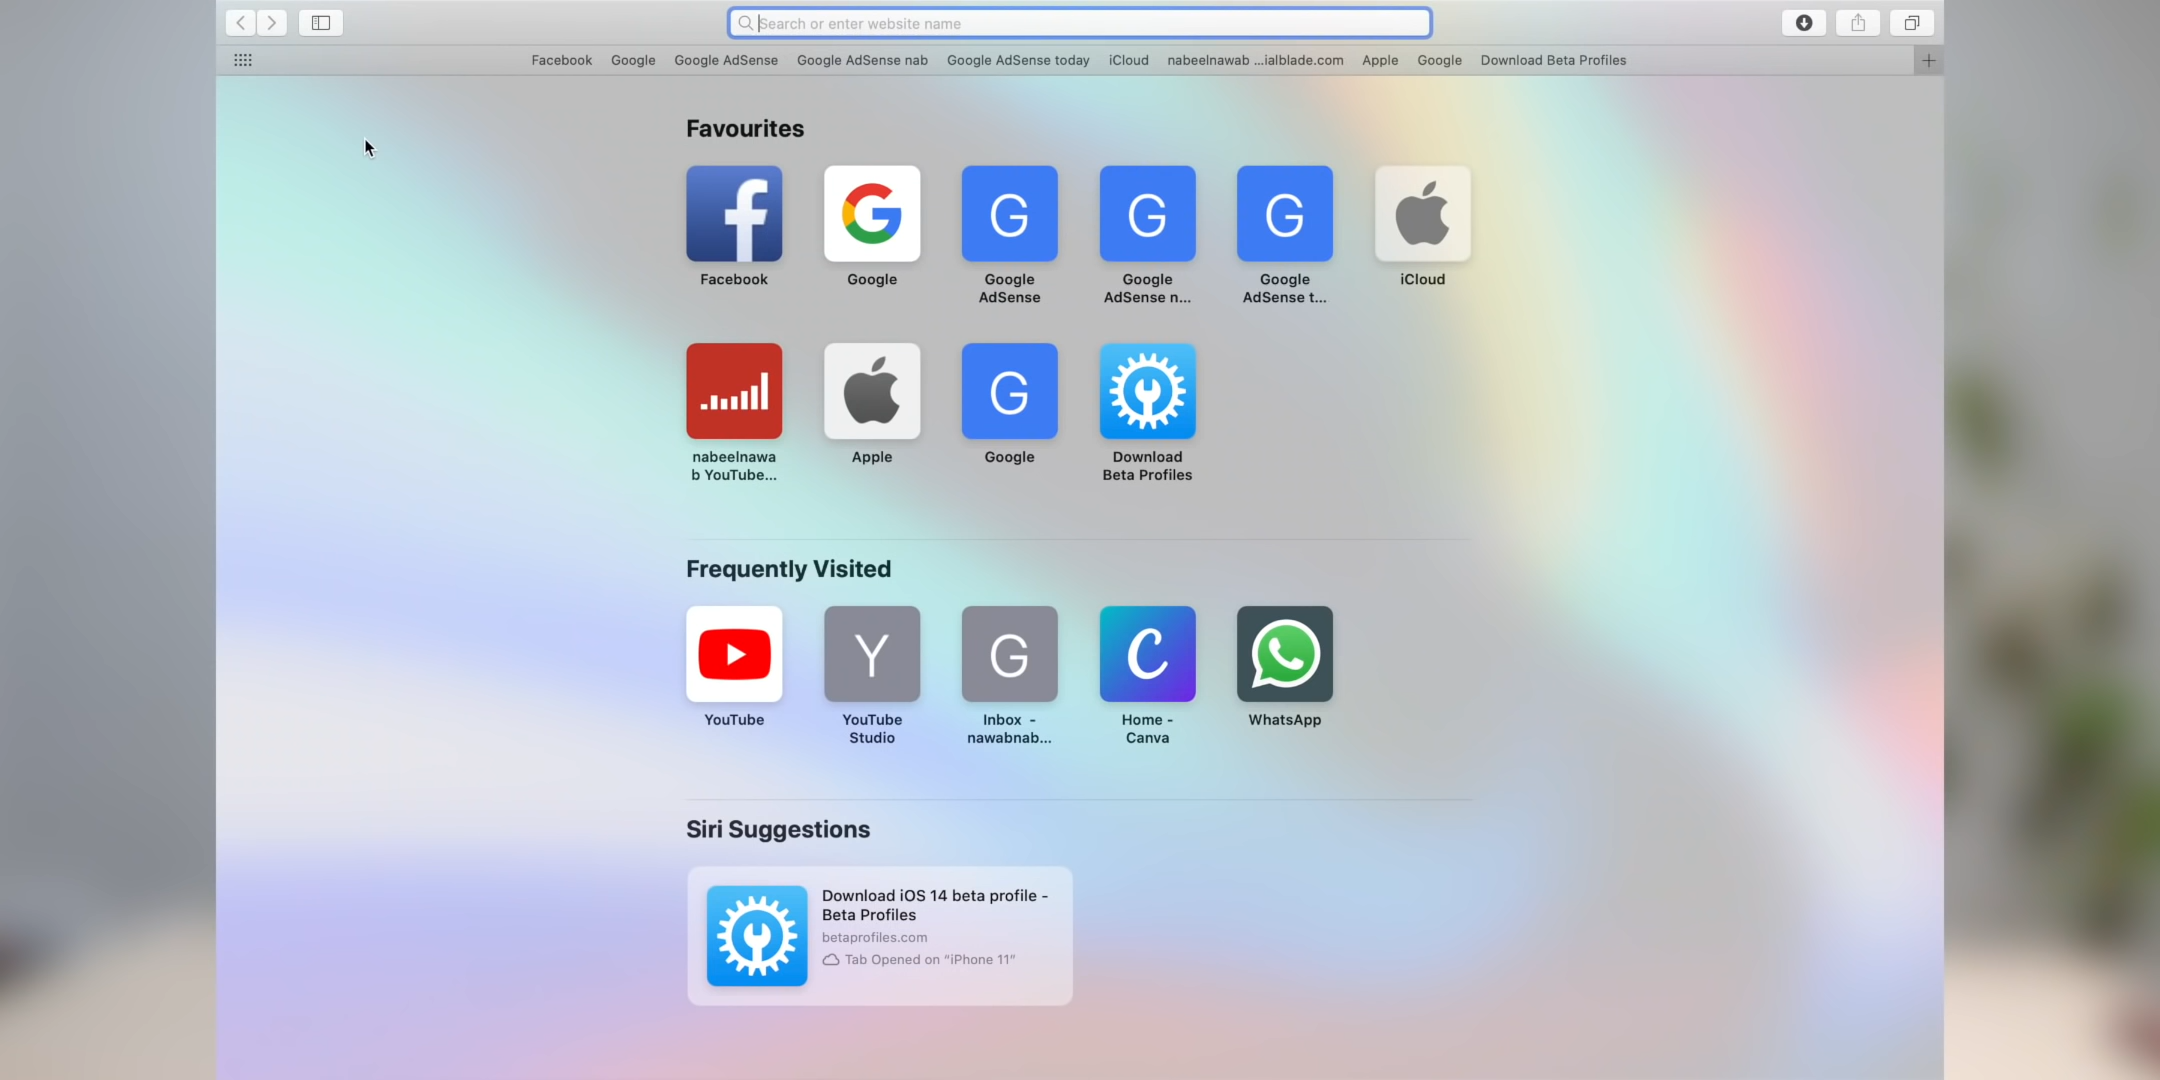 Search or enter website name
Facebook Google Google AdSense Google AdSense nab Google AdSense today iCloud nabeelnawab ...ialblade.com Apple Google Download Beta Profiles
Favourites
f G G G G
Facebook Google Google AdSense Google AdSense n... Google AdSense t... iCloud
G
nabeelnawab YouTube... Apple Google Download Beta Profiles
Frequently Visited
Y G C
YouTube YouTube Studio Inbox - nawabnab... Home - Canva WhatsApp
Siri Suggestions
Download iOS 14 beta profile -
Beta Profiles
betaprofiles.com
Tab Opened on “iPhone 11”